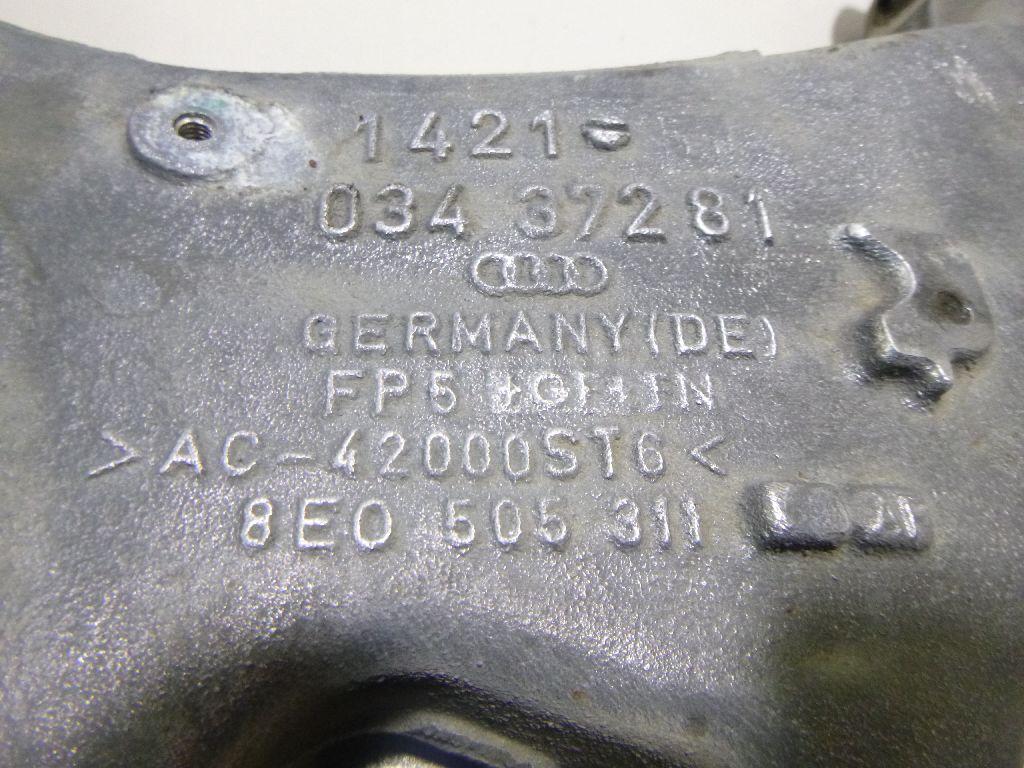 1421-
034 37281
GERMANY(DE)
FP5
>AC-42000ST6<
8E0 505 311